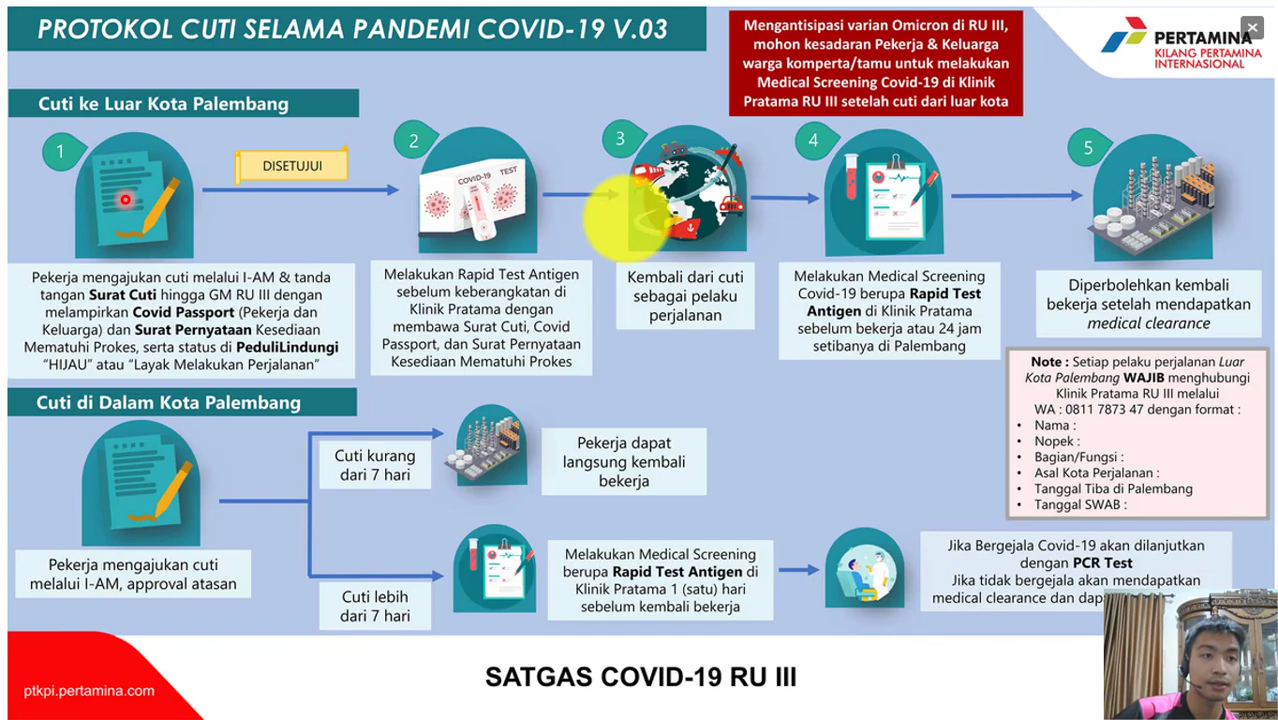 PROTOKOL CUTI SELAMA PANDEMI COVID-19 V.03
Mengantisipasi varian Omicron di RU III,
mohon kesadaran Pekerja & Keluarga
warga komperta/tamu untuk melakukan
Medical Screening Covid-19 di Klinik
Pratama RU III setelah cuti dari luar kota
PERTAMINA
KILANG PERTAMINA
INTERNASIONAL
Cuti ke Luar Kota Palembang
1
DISETUJUI
2
COVID-19 TEST
3
4
5
Pekerja mengajukan cuti melalui I-AM & tanda
tangan Surat Cuti hingga GM RU III dengan
melampirkan Covid Passport (Pekerja dan
Keluarga) dan Surat Pernyataan Kesediaan
Mematuhi Prokes, serta status di PeduliLindungi
“HIJAU” atau “Layak Melakukan Perjalanan”
Melakukan Rapid Test Antigen
sebelum keberangkatan di
Klinik Pratama dengan
membawa Surat Cuti, Covid
Passport, dan Surat Pernyataan
Kesediaan Mematuhi Prokes
Kembali dari cuti
sebagai pelaku
perjalanan
Melakukan Medical Screening
Covid-19 berupa Rapid Test
Antigen di Klinik Pratama
sebelum bekerja atau 24 jam
setibanya di Palembang
Diperbolehkan kembali
bekerja setelah mendapatkan
medical clearance
Note : Setiap pelaku perjalanan Luar
Kota Palembang WAJIB menghubungi
Klinik Pratama RU III melalui
WA : 0811 7873 47 dengan format :
• Nama :
• Nopek :
• Bagian/Fungsi :
• Asal Kota Perjalanan :
• Tanggal Tiba di Palembang
• Tanggal SWAB :
Cuti di Dalam Kota Palembang
Pekerja mengajukan cuti
melalui I-AM, approval atasan
Cuti kurang
dari 7 hari
Pekerja dapat
langsung kembali
bekerja
Cuti lebih
dari 7 hari
Melakukan Medical Screening
berupa Rapid Test Antigen di
Klinik Pratama 1 (satu) hari
sebelum kembali bekerja
Jika Bergejala Covid-19 akan dilanjutkan
dengan PCR Test
Jika tidak bergejala akan mendapatkan
medical clearance dan
ptkpi.pertamina.com
SATGAS COVID-19 RU III